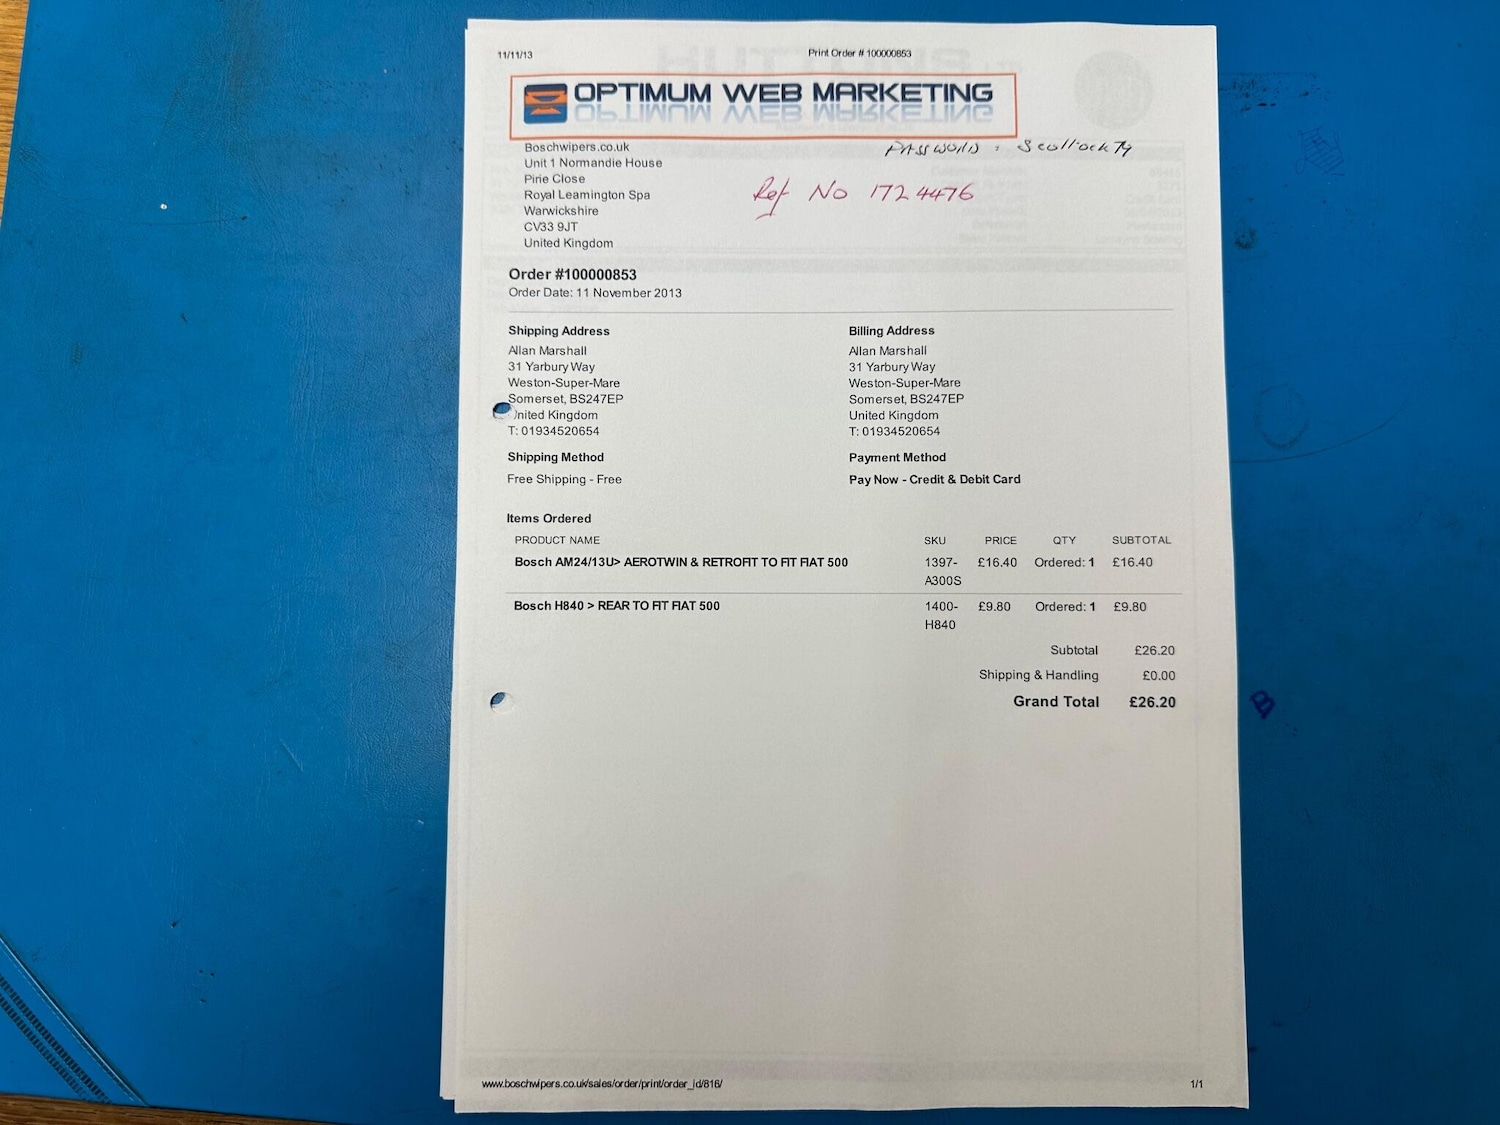 11/11/13
Print Order # 100000853
OPTIMUM WEB MARKETING
Boschwipers.co.uk
PASSWORD : Scollock79
Unit 1 Normandie House
Pirie Close
Ref No 1724476
Royal Leamington Spa
Warwickshire
CV33 9JT
United Kingdom
Order #100000853
Order Date: 11 November 2013
Shipping Address
Allan Marshall
31 Yarbury Way
Weston-Super-Mare
Somerset, BS247EP
United Kingdom
T: 01934520654
Billing Address
Allan Marshall
31 Yarbury Way
Weston-Super-Mare
Somerset, BS247EP
United Kingdom
T: 01934520654
Shipping Method
Free Shipping - Free
Payment Method
Pay Now - Credit & Debit Card
Items Ordered
PRODUCT NAME SKU PRICE QTY SUBTOTAL
Bosch AM24/13U> AEROTWIN & RETROFIT TO FIT FIAT 500 1397- £16.40 Ordered: 1 £16.40
A300S
Bosch H840 > REAR TO FIT FIAT 500 1400- £9.80 Ordered: 1 £9.80
H840
Subtotal £26.20
Shipping & Handling £0.00
Grand Total £26.20
www.boschwipers.co.uk/sales/order/print/order_id/816/
1/1